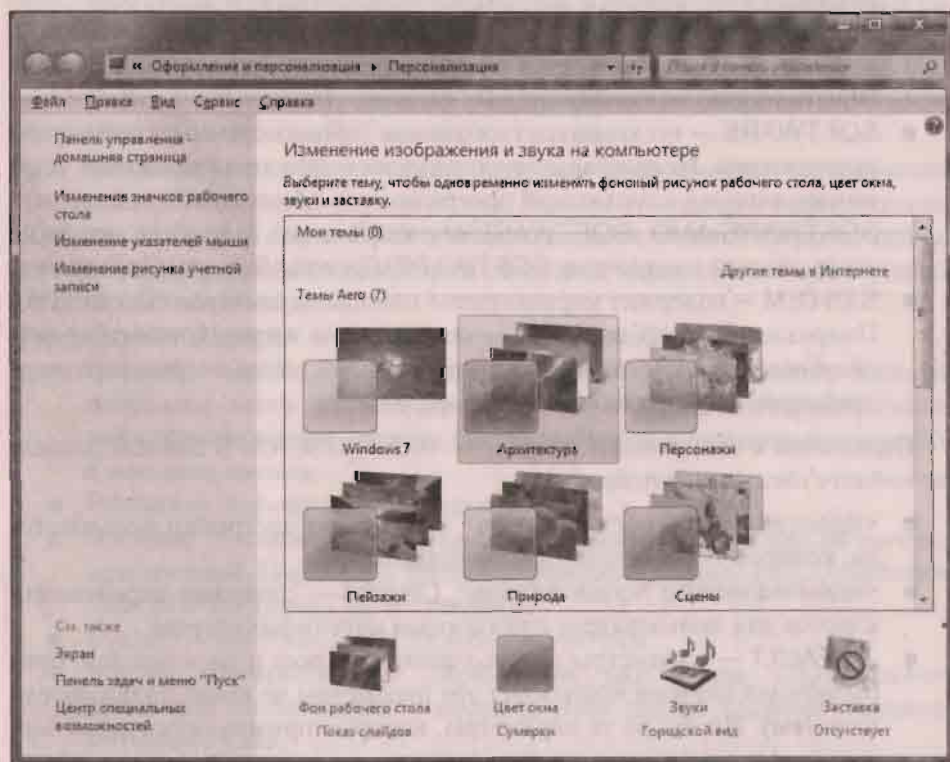 « Оформление и персонализация ▸ Персонализация
Файл Правка Вид Сервис Справка
Панель управления -
домашняя страница
Изменение значков рабочего
стола
Изменение указателей мыши
Изменение рисунка учетной
записи
См. также
Экран
Панель задач и меню "Пуск"
Центр специальных
возможностей
Изменение изображения и звука на компьютере
Выберите тему, чтобы одновременно изменить фоновый рисунок рабочего стола, цвет окна,
звуки и заставку.
Мои темы (0)
Другие темы в Интернете
Темы Aero (7)
Windows 7
Архитектура
Персонажи
Пейзажи
Природа
Сцены
Фон рабочего стола
Показ слайдов
Цвет окна
Сумерки
Звуки
Городской вид
Заставка
Отсутствует